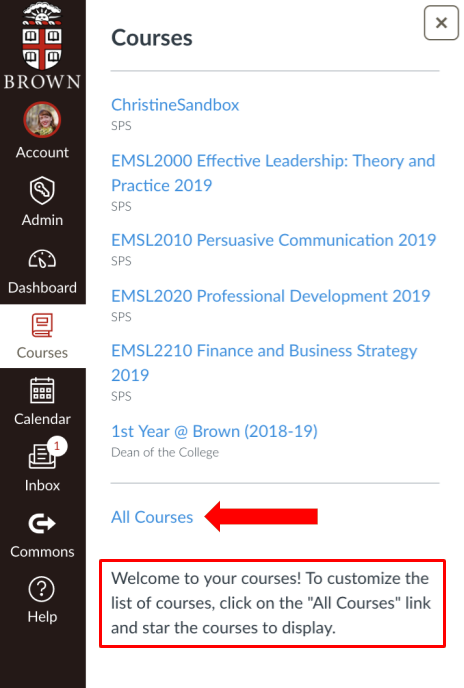 BROWN
Account
Admin
Dashboard
Courses
Calendar
1
Inbox
Commons
Help
Courses
ChristineSandbox
SPS
EMSL2000 Effective Leadership: Theory and
Practice 2019
SPS
EMSL2010 Persuasive Communication 2019
SPS
EMSL2020 Professional Development 2019
SPS
EMSL2210 Finance and Business Strategy
2019
SPS
1st Year @ Brown (2018-19)
Dean of the College
All Courses
Welcome to your courses! To customize the
list of courses, click on the "All Courses" link
and star the courses to display.